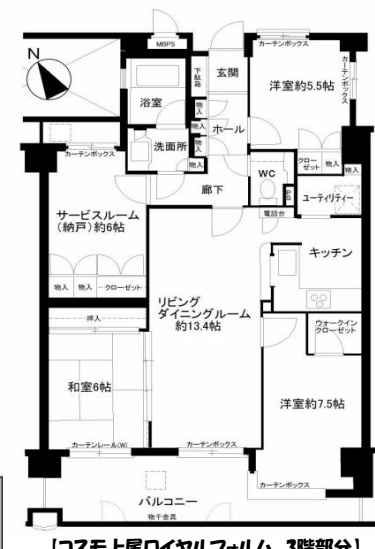 N
MBPS
カーテンボックス
下駄箱
玄関
浴室
洋室約5.5帖
カーテンボックス
物入
物入
物入
ホール
洗面所
物入
カーテンボックス
WC
PS
クローゼット
物入
物入
廊下
ユーティリティー
サービスルーム
(納戸)約6帖
電話台
キッチン
物入
物入
クローゼット
リビング
ダイニングルーム
約13.4帖
押入
ウォークイン
クローゼット
和室6帖
洋室約7.5帖
カーテンレール(W)
カーテンボックス
カーテンボックス
バルコニー
物干金具
【コスモ上尾ロイヤルフォルム 3階部分】